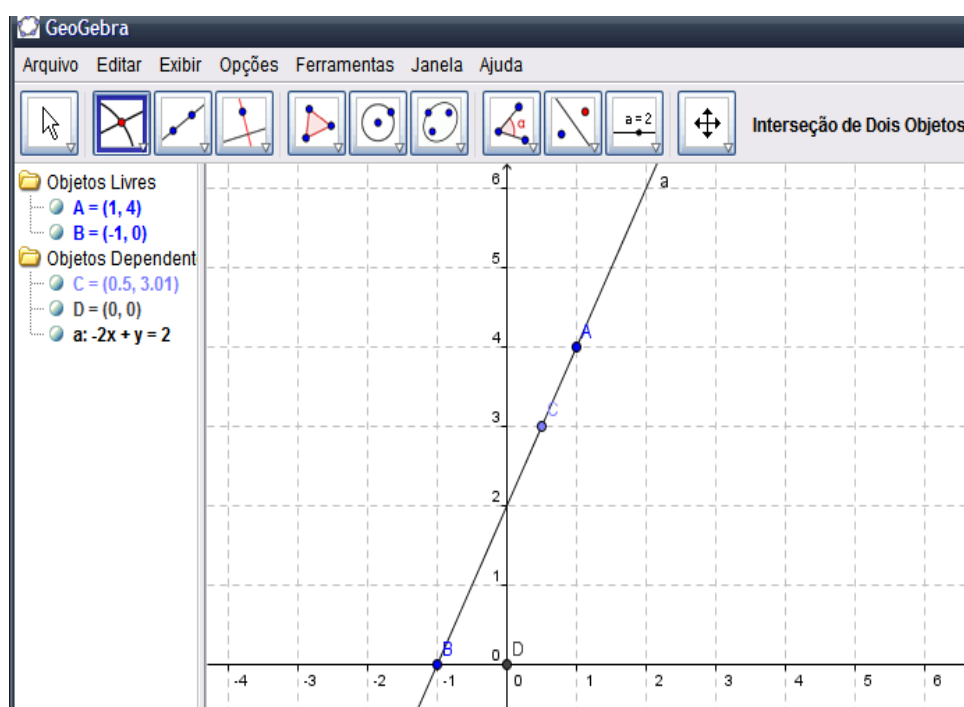 GeoGebra
Arquivo Editar Exibir Opções Ferramentas Janela Ajuda
α a=2 Interseção de Dois Objetos
Objetos Livres
A = (1, 4)
B = (-1, 0)
Objetos Dependent
C = (0.5, 3.01)
D = (0, 0)
a: -2x + y = 2
6 a
5
4 A
3 C
2
1
0 B D
-4 -3 -2 -1 0 1 2 3 4 5 6